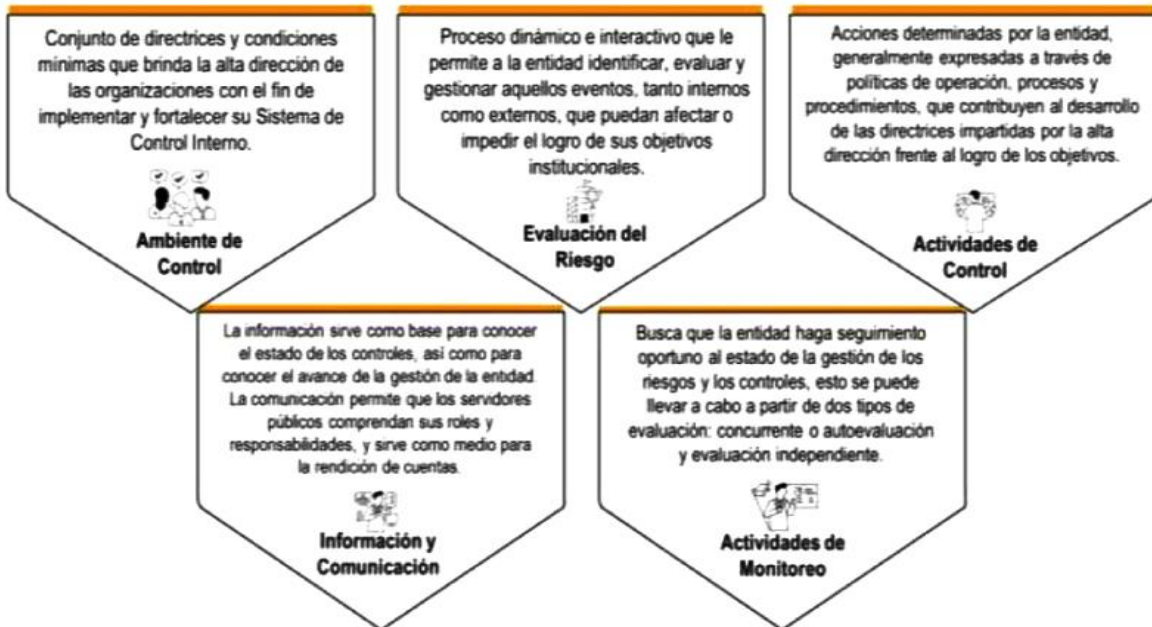 Conjunto de directrices y condiciones
mínimas que brinda la alta dirección de
las organizaciones con el fin de
implementar y fortalecer su Sistema de
Control Interno.
Ambiente de
Control
Proceso dinámico e interactivo que le
permite a la entidad identificar, evaluar y
gestionar aquellos eventos, tanto internos
como externos, que puedan afectar o
impedir el logro de sus objetivos
institucionales.
Evaluación del
Riesgo
Acciones determinadas por la entidad,
generalmente expresadas a través de
políticas de operación, procesos y
procedimientos, que contribuyen al desarrollo
de las directrices impartidas por la alta
dirección frente al logro de los objetivos.
Actividades de
Control
La información sirve como base para conocer
el estado de los controles, así como para
conocer el avance de la gestión de la entidad.
La comunicación permite que los servidores
públicos comprendan sus roles y
responsabilidades, y sirve como medio para
la rendición de cuentas.
Información y
Comunicación
Busca que la entidad haga seguimiento
oportuno al estado de la gestión de los
riesgos y los controles, esto se puede
llevar a cabo a partir de dos tipos de
evaluación: concurrente o autoevaluación
y evaluación independiente.
Actividades de
Monitoreo